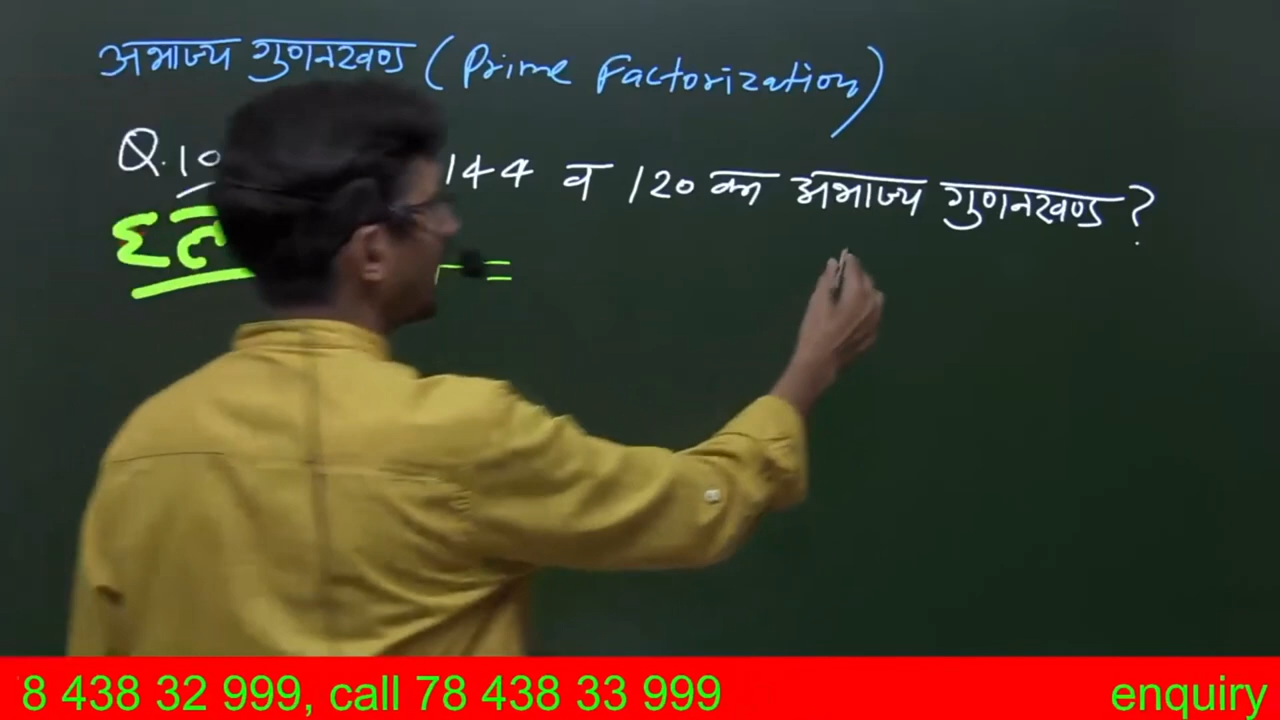 अभाज्य गुणनखण्ड (Prime Factorization)
Q.10 144 व 120 का अभाज्य गुणनखण्ड ?
हल =
8 438 32 999, call 78 438 33 999 enquiry